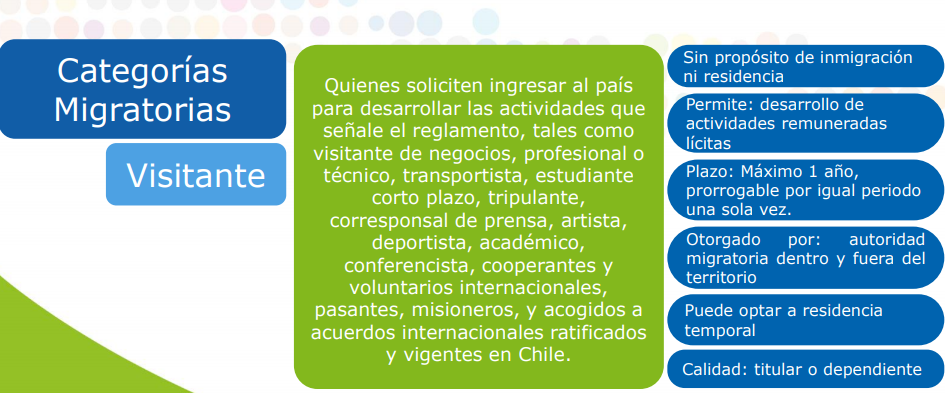 Categorías
Migratorias
Visitante
Quienes soliciten ingresar al país
para desarrollar las actividades que
señale el reglamento, tales como
visitante de negocios, profesional o
técnico, transportista, estudiante
corto plazo, tripulante,
corresponsal de prensa, artista,
deportista, académico,
conferencista, cooperantes y
voluntarios internacionales,
pasantes, misioneros, y acogidos a
acuerdos internacionales ratificados
y vigentes en Chile.
Sin propósito de inmigración
ni residencia
Permite: desarrollo de
actividades remuneradas
lícitas
Plazo: Máximo 1 año,
prorrogable por igual periodo
una sola vez.
Otorgado por: autoridad
migratoria dentro y fuera del
territorio
Puede optar a residencia
temporal
Calidad: titular o dependiente